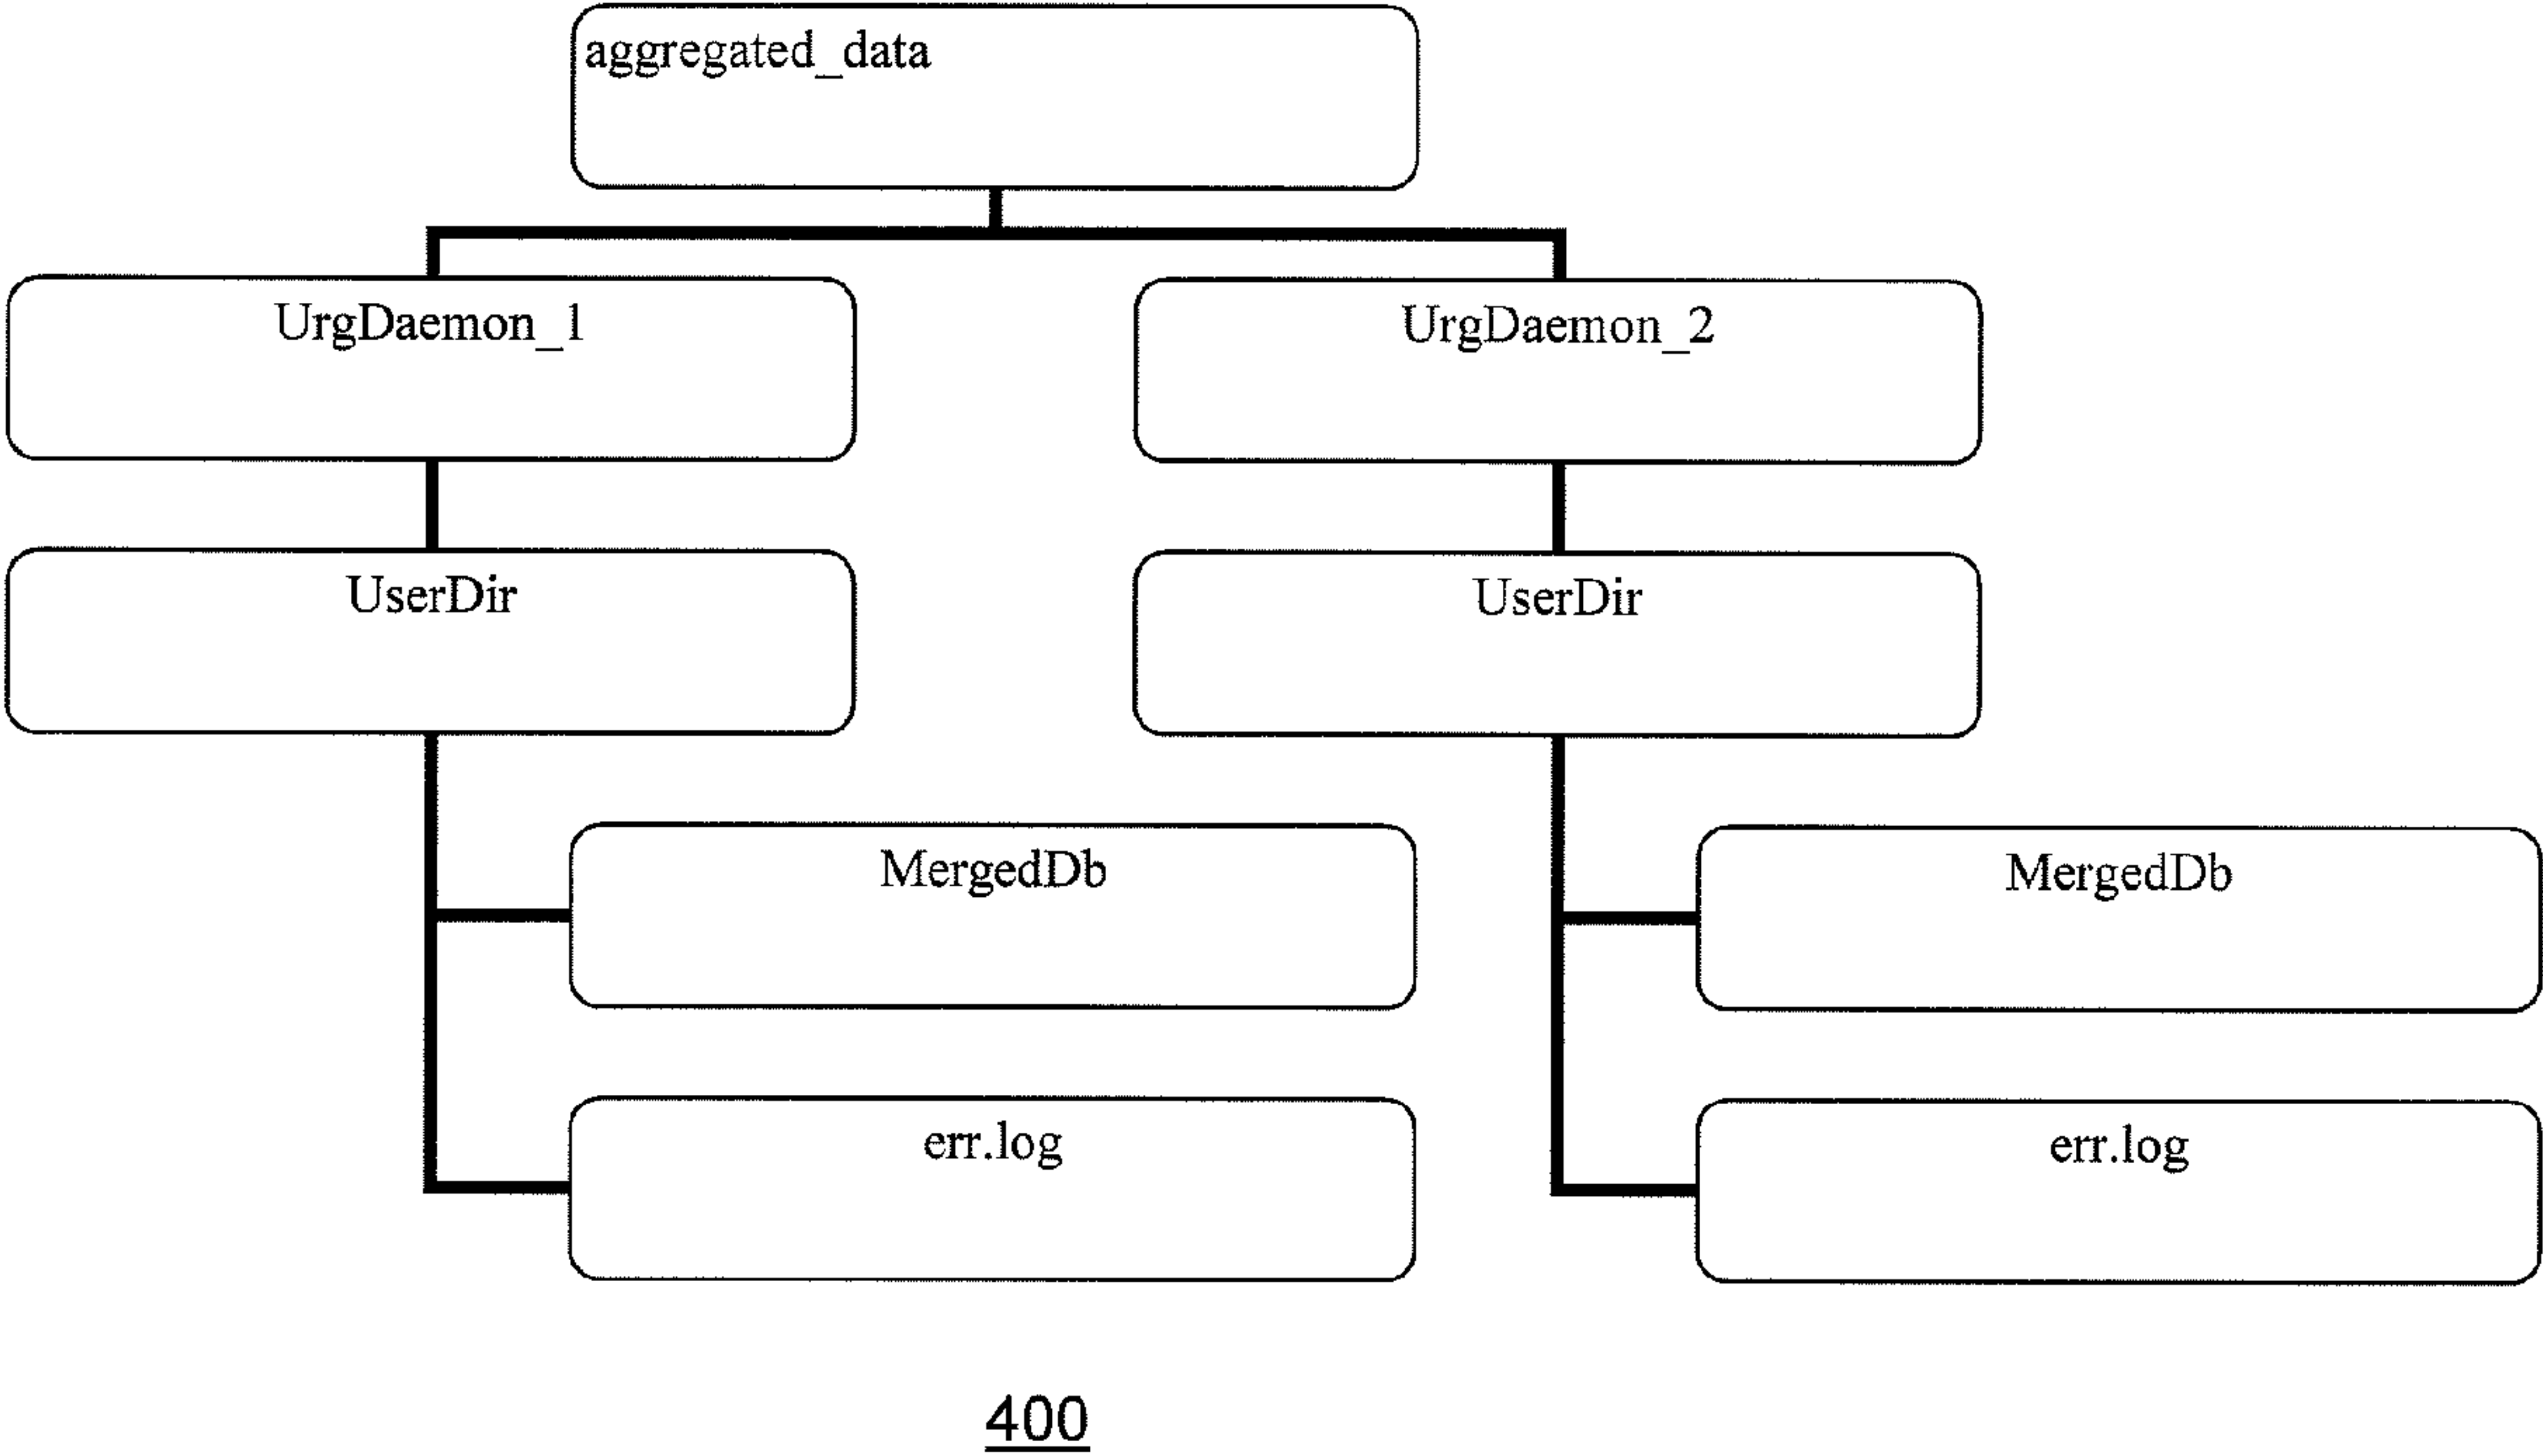 aggregated_data
UrgDaemon_1
UrgDaemon_2
UserDir
UserDir
MergedDb
MergedDb
err.log
err.log
400